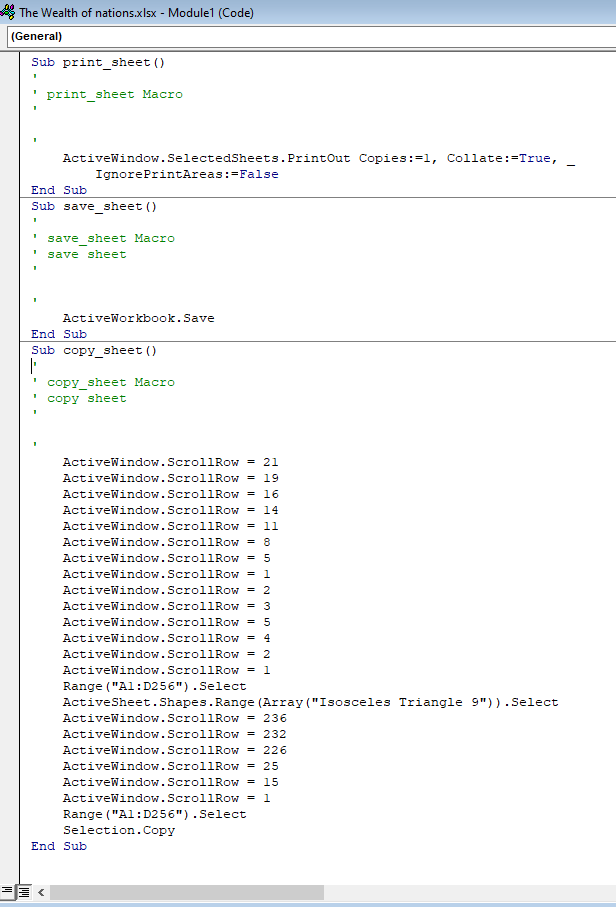 The Wealth of nations.xlsx - Module1 (Code)
(General)
Sub print_sheet()
'
' print_sheet Macro
'
'
    ActiveWindow.SelectedSheets.PrintOut Copies:=1, Collate:=True, _
        IgnorePrintAreas:=False
End Sub
Sub save_sheet()
'
' save_sheet Macro
' save sheet
'
'
    ActiveWorkbook.Save
End Sub
Sub copy_sheet()
'
' copy_sheet Macro
' copy sheet
'
'
    ActiveWindow.ScrollRow = 21
    ActiveWindow.ScrollRow = 19
    ActiveWindow.ScrollRow = 16
    ActiveWindow.ScrollRow = 14
    ActiveWindow.ScrollRow = 11
    ActiveWindow.ScrollRow = 8
    ActiveWindow.ScrollRow = 5
    ActiveWindow.ScrollRow = 1
    ActiveWindow.ScrollRow = 2
    ActiveWindow.ScrollRow = 3
    ActiveWindow.ScrollRow = 5
    ActiveWindow.ScrollRow = 4
    ActiveWindow.ScrollRow = 2
    ActiveWindow.ScrollRow = 1
    Range("A1:D256").Select
    ActiveSheet.Shapes.Range(Array("Isosceles Triangle 9")).Select
    ActiveWindow.ScrollRow = 236
    ActiveWindow.ScrollRow = 232
    ActiveWindow.ScrollRow = 226
    ActiveWindow.ScrollRow = 25
    ActiveWindow.ScrollRow = 15
    ActiveWindow.ScrollRow = 1
    Range("A1:D256").Select
    Selection.Copy
End Sub